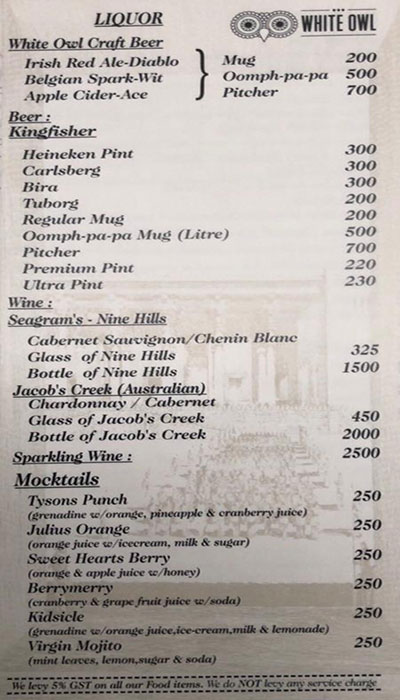 LIQUOR
WHITE OWL
White Owl Craft Beer
Irish Red Ale-Diablo Mug 200
Belgian Spark-Wit Oomph-pa-pa 500
Apple Cider-Ace Pitcher 700
Beer :
Kingfisher
Heineken Pint 300
Carlsberg 300
Bira 300
Tuborg 200
Regular Mug 200
Oomph-pa-pa Mug (Litre) 500
Pitcher 700
Premium Pint 220
Ultra Pint 230
Wine :
Seagram's - Nine Hills
Cabernet Sauvignon/Chenin Blanc
Glass of Nine Hills 325
Bottle of Nine Hills 1500
Jacob's Creek (Australian)
Chardonnay / Cabernet
Glass of Jacob's Creek 450
Bottle of Jacob's Creek 2000
Sparkling Wine : 2500
Mocktails
Tysons Punch 250
(grenadine w/orange, pineapple & cranberry juice)
Julius Orange 250
(orange juice w/icecream, milk & sugar)
Sweet Hearts Berry 250
(orange & apple juice w/honey)
Berrymerry 250
(cranberry & grape fruit juice w/soda)
Kidsicle 250
(grenadine w/orange juice,ice-cream,milk & lemonade)
Virgin Mojito 250
(mint leaves, lemon,sugar & soda)
We levy 5% GST on all our Food items. We do NOT levy any service charge